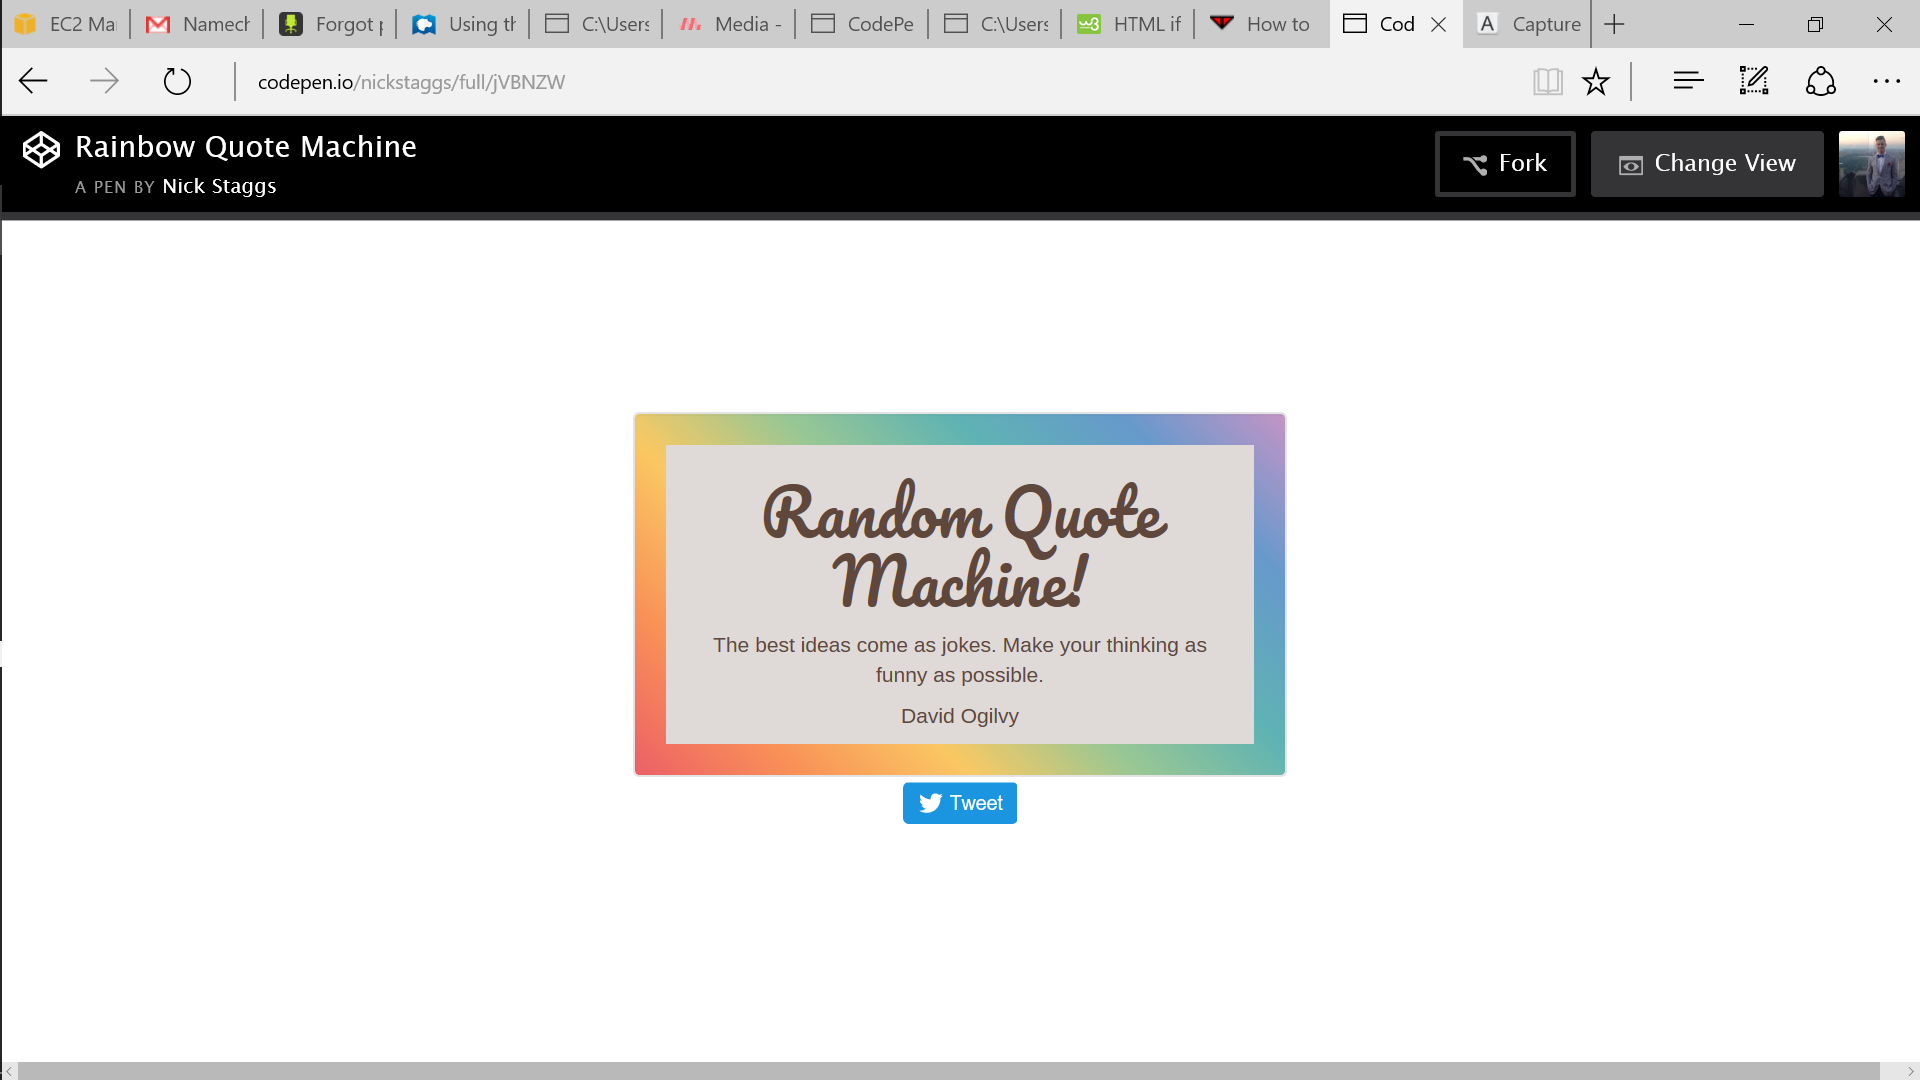 EC2 Ma
Namech
Forgot p
Using th
C:\Users
Media -
CodePe
C:\Users
HTML if
How to
Cod
Capture
codepen.io/nickstaggs/full/jVBNZW
Rainbow Quote Machine
A PEN BY Nick Staggs
Fork
Change View
Random Quote
Machine!
The best ideas come as jokes. Make your thinking as
funny as possible.
David Ogilvy
Tweet